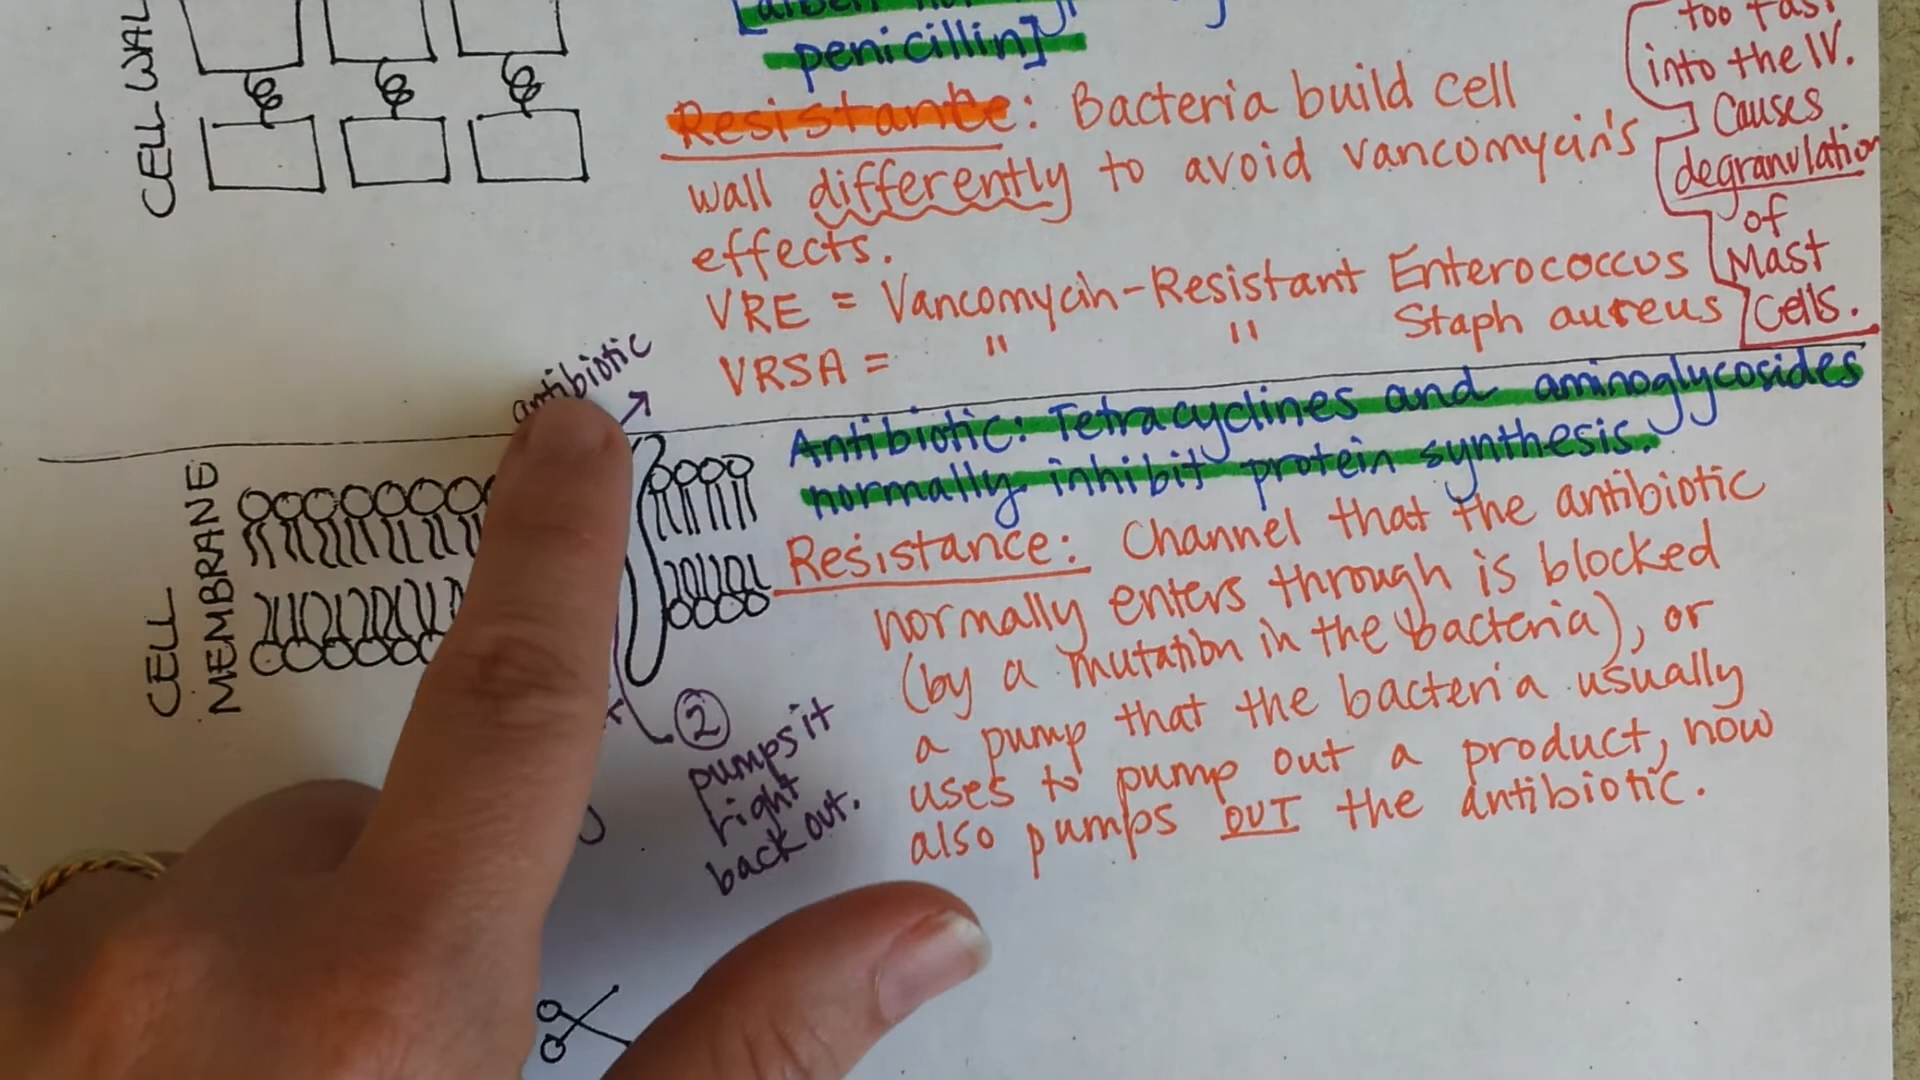 CELL WAL
penicillin]
Resistance: Bacteria build cell
wall differently to avoid vancomycin's
effects.
VRE = Vancomycin-Resistant Enterococcus
VRSA = " " Staph aureus
too fast
into the IV.
Causes
degranulation
of
Mast
Cells.
antibiotic
CELL
MEMBRANE
② pumps it
right
back out.
Antibiotic: Tetracyclines and aminoglycosides
normally inhibit protein synthesis.
Resistance: Channel that the antibiotic
normally enters through is blocked
(by a mutation in the bacteria), or
a pump that the bacteria usually
uses to pump out a product, now
also pumps OUT the antibiotic.